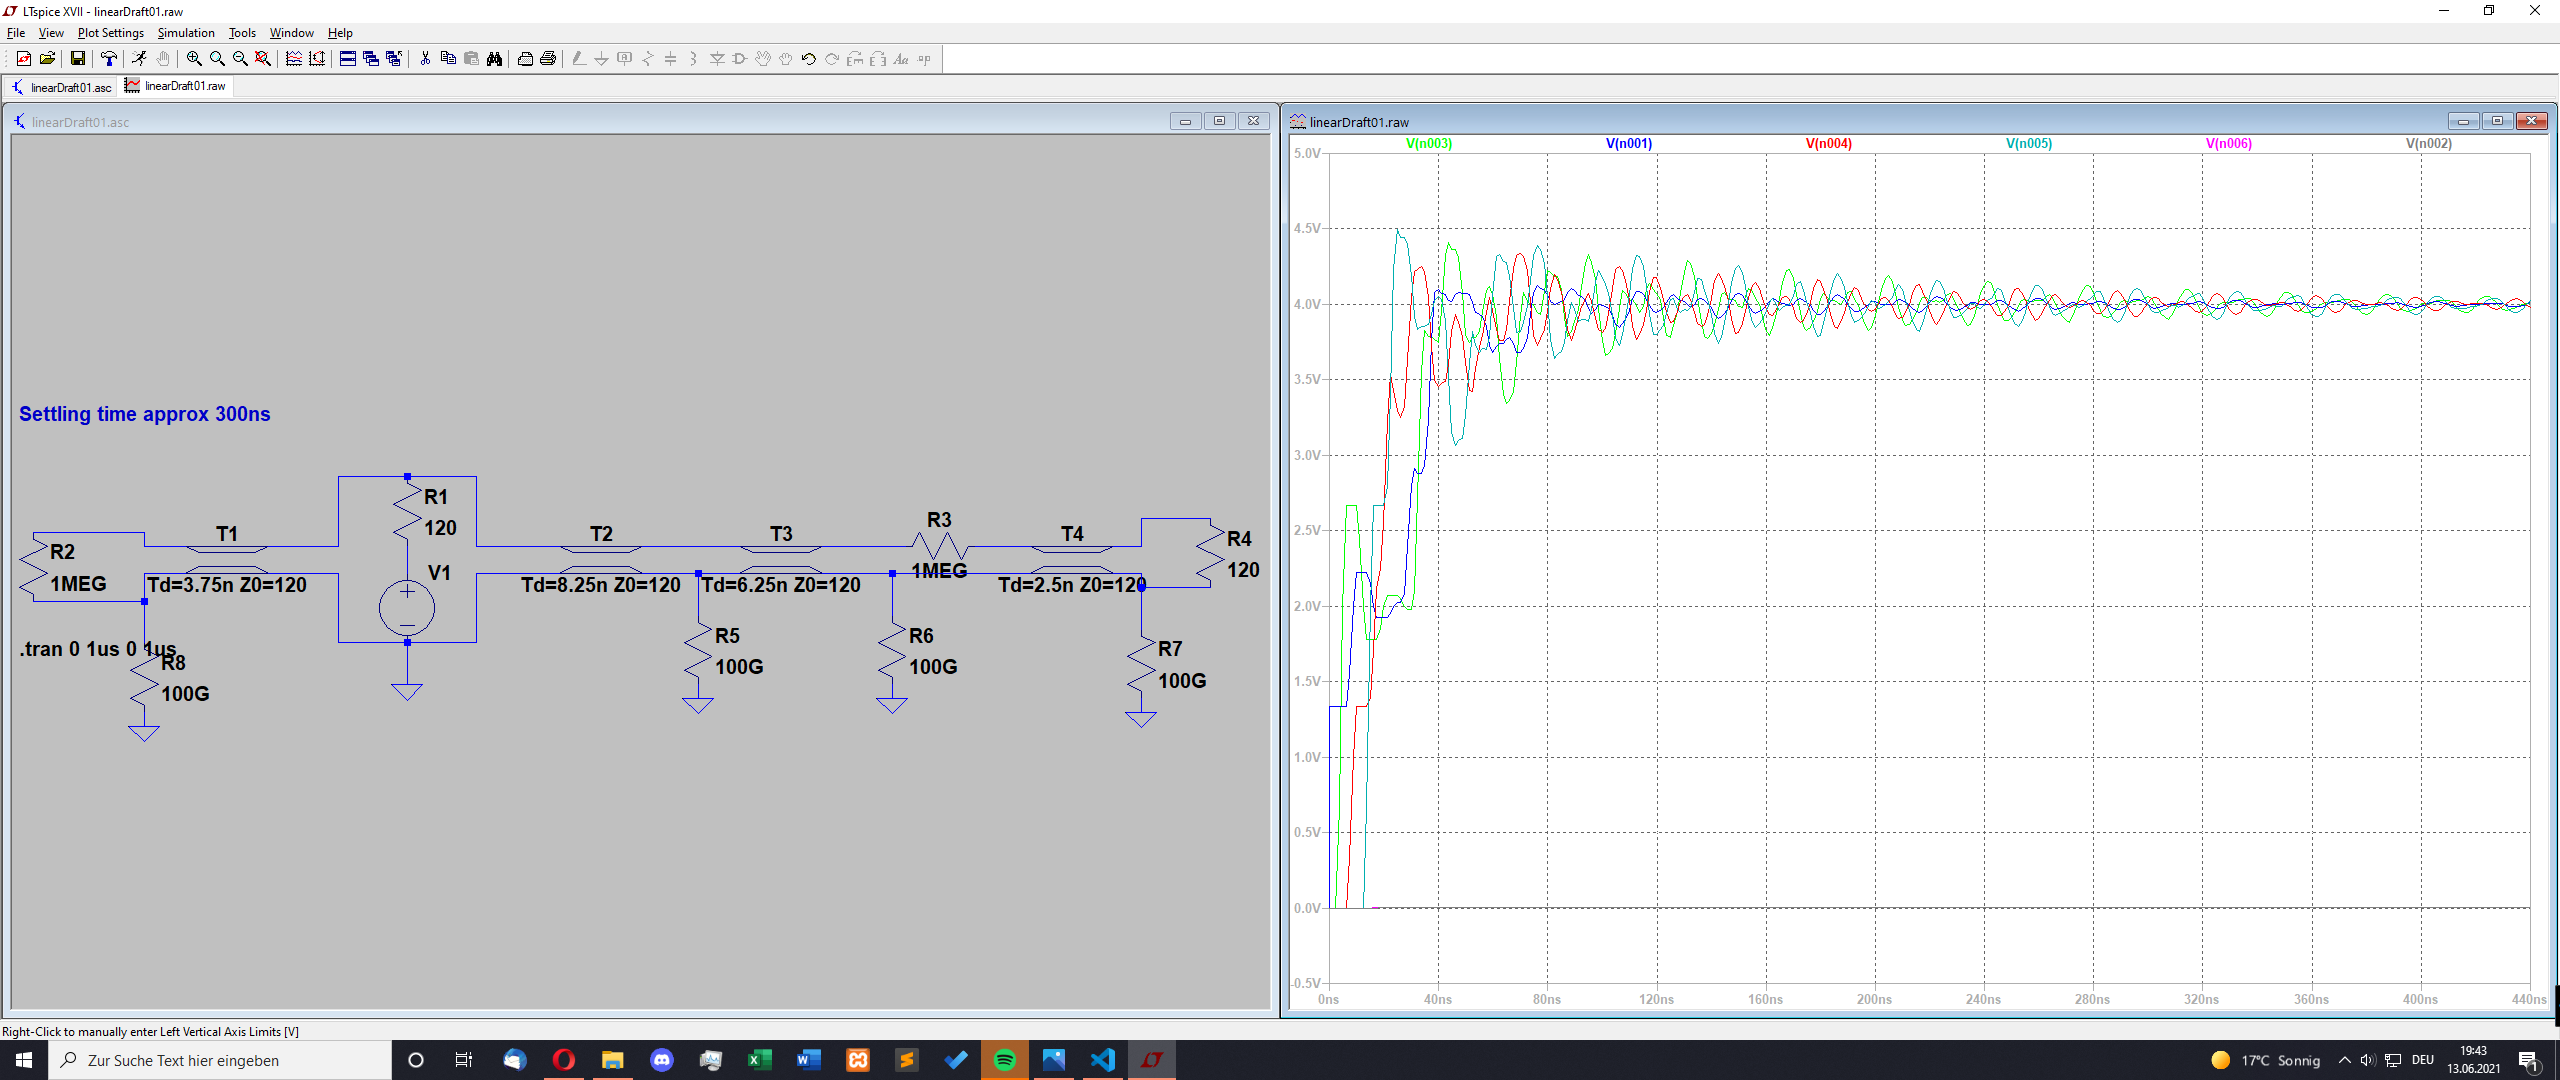 LTspice XVII - linearDraft01.raw
File View Plot Settings Simulation Tools Window Help
linearDraft01.asc linearDraft01.raw
linearDraft01.asc
Settling time approx 300ns
R1
120
V1
R2
1MEG
T1
Td=3.75n Z0=120
T2
Td=8.25n Z0=120
T3
Td=6.25n Z0=120
R3
1MEG
T4
Td=2.5n Z0=120
R4
120
.tran 0 1us 0 1us
R8
100G
R5
100G
R6
100G
R7
100G
linearDraft01.raw
V(n003) V(n001) V(n004) V(n005) V(n006) V(n002)
5.0V
4.5V
4.0V
3.5V
3.0V
2.5V
2.0V
1.5V
1.0V
0.5V
0.0V
-0.5V
0ns 40ns 80ns 120ns 160ns 200ns 240ns 280ns 320ns 360ns 400ns 440ns
Right-Click to manually enter Left Vertical Axis Limits [V]
Zur Suche Text hier eingeben
17°C Sonnig
DEU
19:43
13.06.2021
1